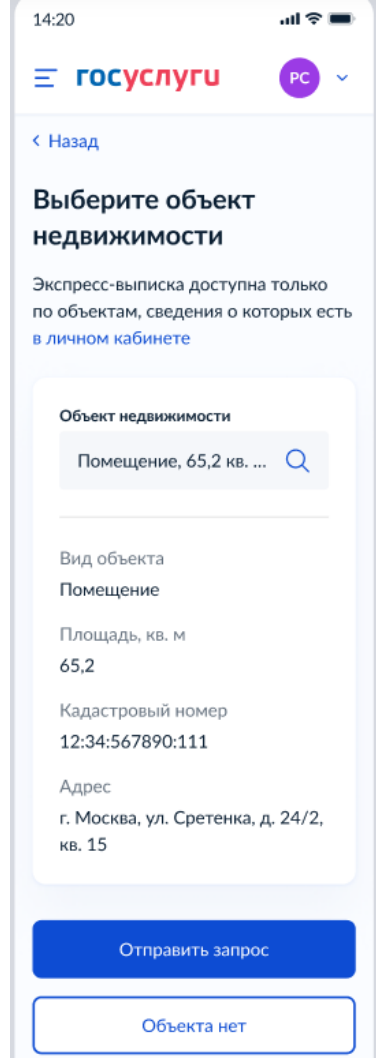 14:20
госуслуги
РС
Назад
Выберите объект
недвижимости
Экспресс-выписка доступна только
по объектам, сведения о которых есть
в личном кабинете
Объект недвижимости
Помещение, 65,2 кв. ...
Вид объекта
Помещение
Площадь, кв. м
65,2
Кадастровый номер
12:34:567890:111
Адрес
г. Москва, ул. Сретенка, д. 24/2,
кв. 15
Отправить запрос
Объекта нет